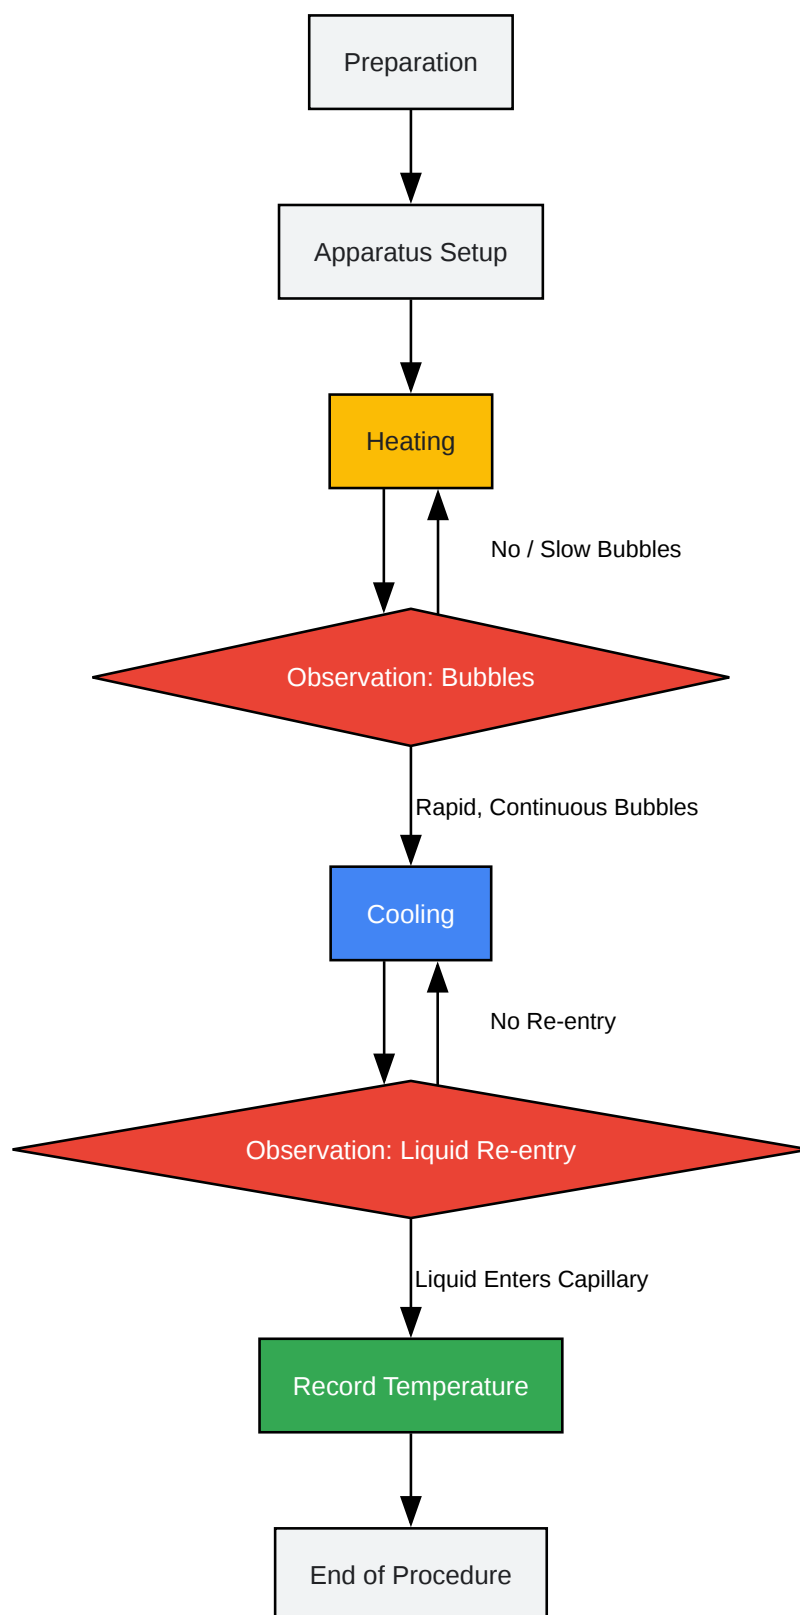 Preparation
Apparatus Setup
Heating
No / Slow Bubbles
Observation: Bubbles
Rapid, Continuous Bubbles
Cooling
No Re-entry
Observation: Liquid Re-entry
Liquid Enters Capillary
Record Temperature
End of Procedure